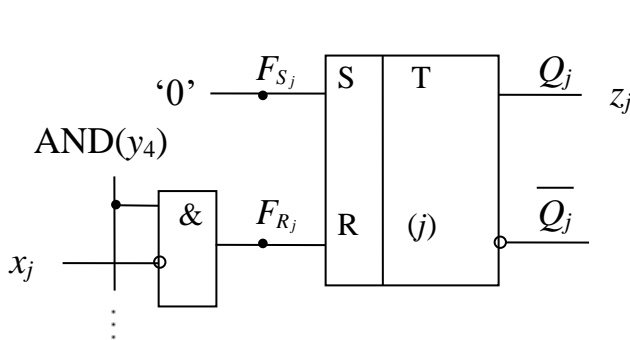 ‘0’ F_{S_j} S T Q_j z_j
AND(y_4)
& F_{R_j} R (j) \overline{Q_j}
x_j